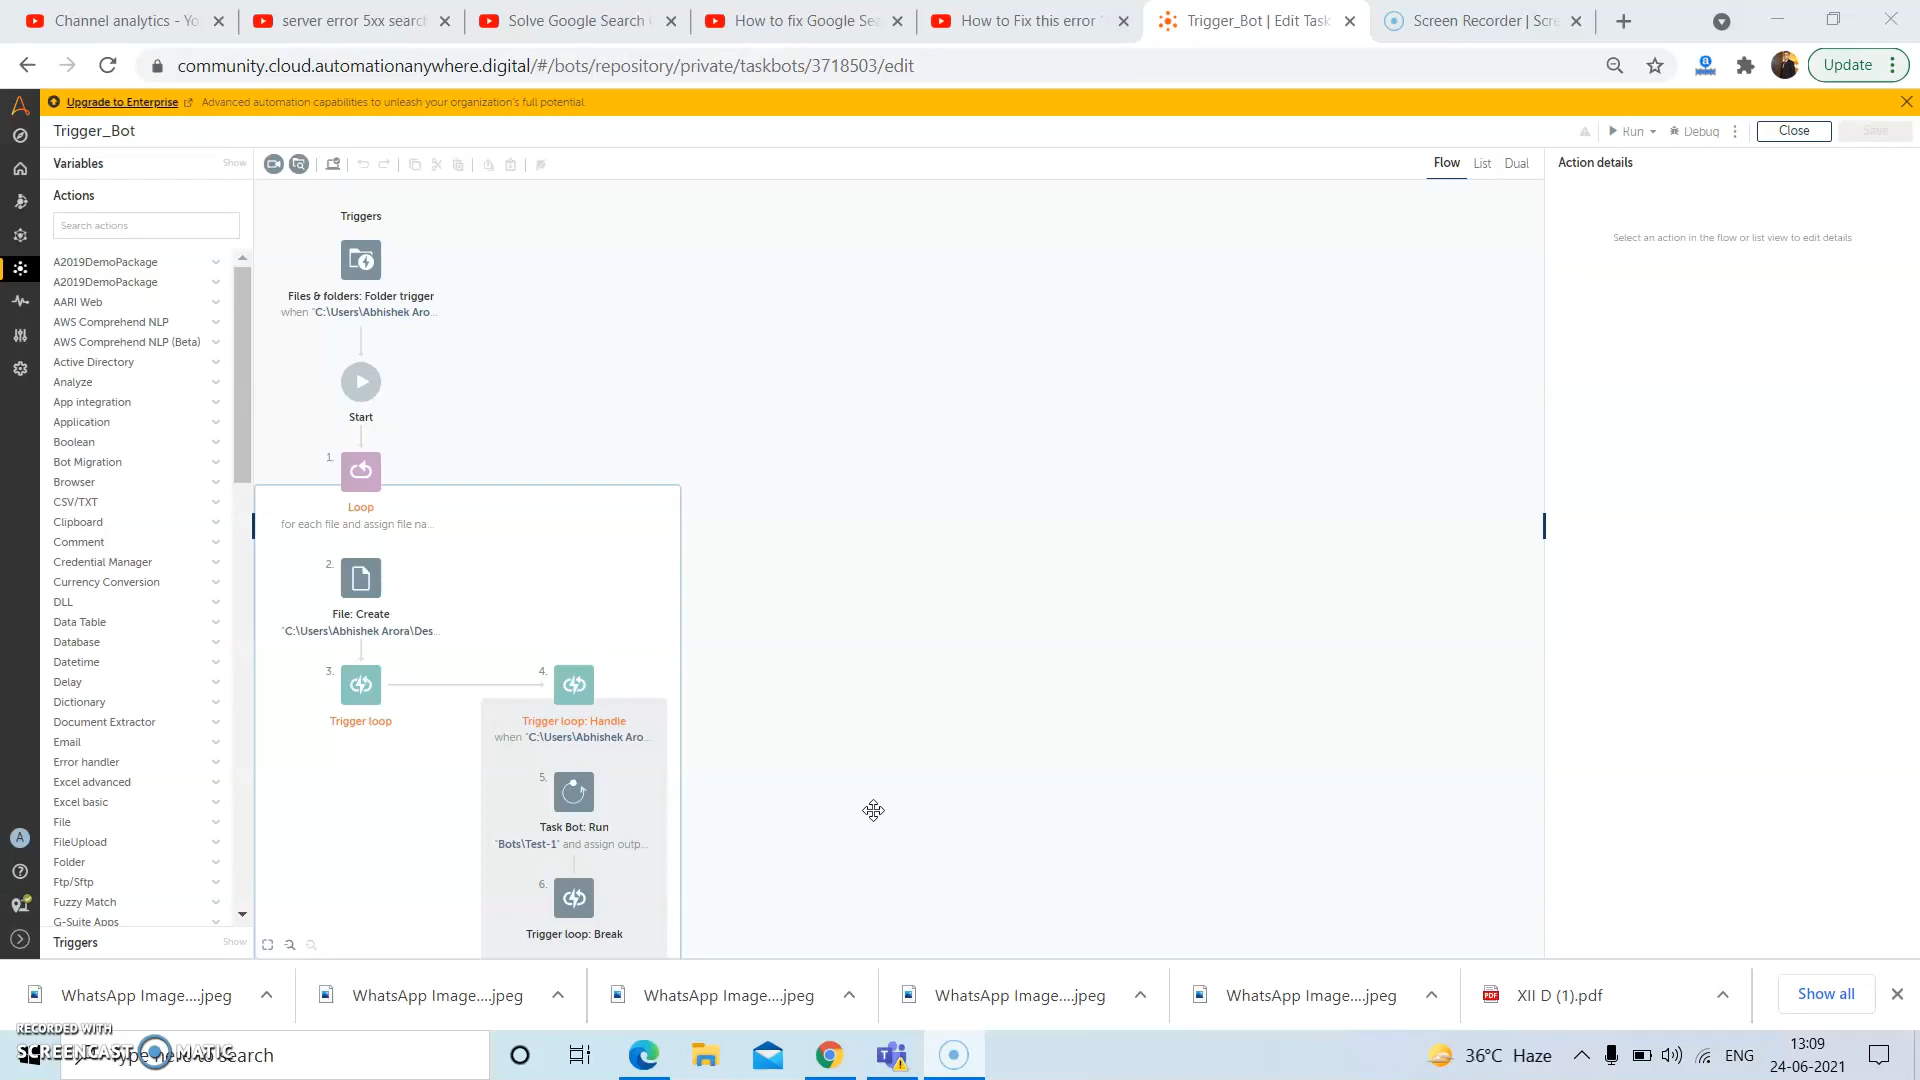 Channel analytics - Yo
server error 5xx searc
Solve Google Search
How to fix Google Sea
How to Fix this error
Trigger_Bot | Edit Task
Screen Recorder | Scre
community.cloud.automationanywhere.digital/#/bots/repository/private/taskbots/3718503/edit
Update
Upgrade to Enterprise
Advanced automation capabilities to unleash your organization's full potential.
Trigger_Bot
Run
Debug
Close
Save
Variables
Show
Flow
List
Dual
Action details
Actions
Search actions
Select an action in the flow or list view to edit details
A2019DemoPackage
A2019DemoPackage
AARI Web
AWS Comprehend NLP
AWS Comprehend NLP (Beta)
Active Directory
Analyze
App integration
Application
Boolean
Bot Migration
Browser
CSV/TXT
Clipboard
Comment
Credential Manager
Currency Conversion
DLL
Data Table
Database
Datetime
Delay
Dictionary
Document Extractor
Email
Error handler
Excel advanced
Excel basic
File
FileUpload
Folder
Ftp/Sftp
Fuzzy Match
G-Suite Apps
Triggers
Show
Triggers
Files & folders: Folder trigger
when "C:\Users\Abhishek Aro...
Start
1.
Loop
for each file and assign file na...
2.
File: Create
"C:\Users\Abhishek Arora\Des...
3.
Trigger loop
4.
Trigger loop: Handle
when "C:\Users\Abhishek Aro...
5.
Task Bot: Run
"Bots\Test-1" and assign outp...
6.
Trigger loop: Break
A
WhatsApp Image....jpeg
WhatsApp Image....jpeg
WhatsApp Image....jpeg
WhatsApp Image....jpeg
WhatsApp Image....jpeg
XII D (1).pdf
Show all
RECORDED WITH
SCREENCAST MATIC
Type here to search
36°C Haze
ENG
13:09
24-06-2021